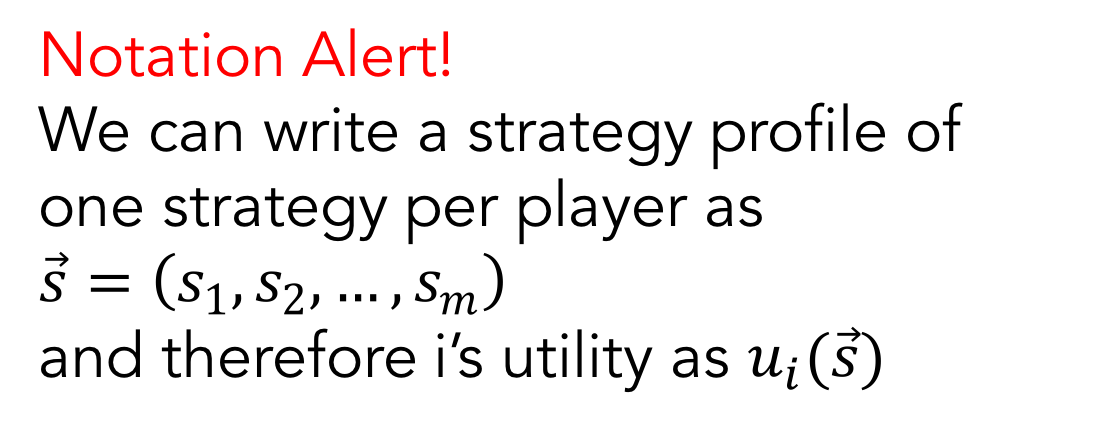 Notation Alert!
We can write a strategy profile of
one strategy per player as
s⃗ = (s₁, s₂, … , sₘ)
and therefore i’s utility as uᵢ(s⃗)